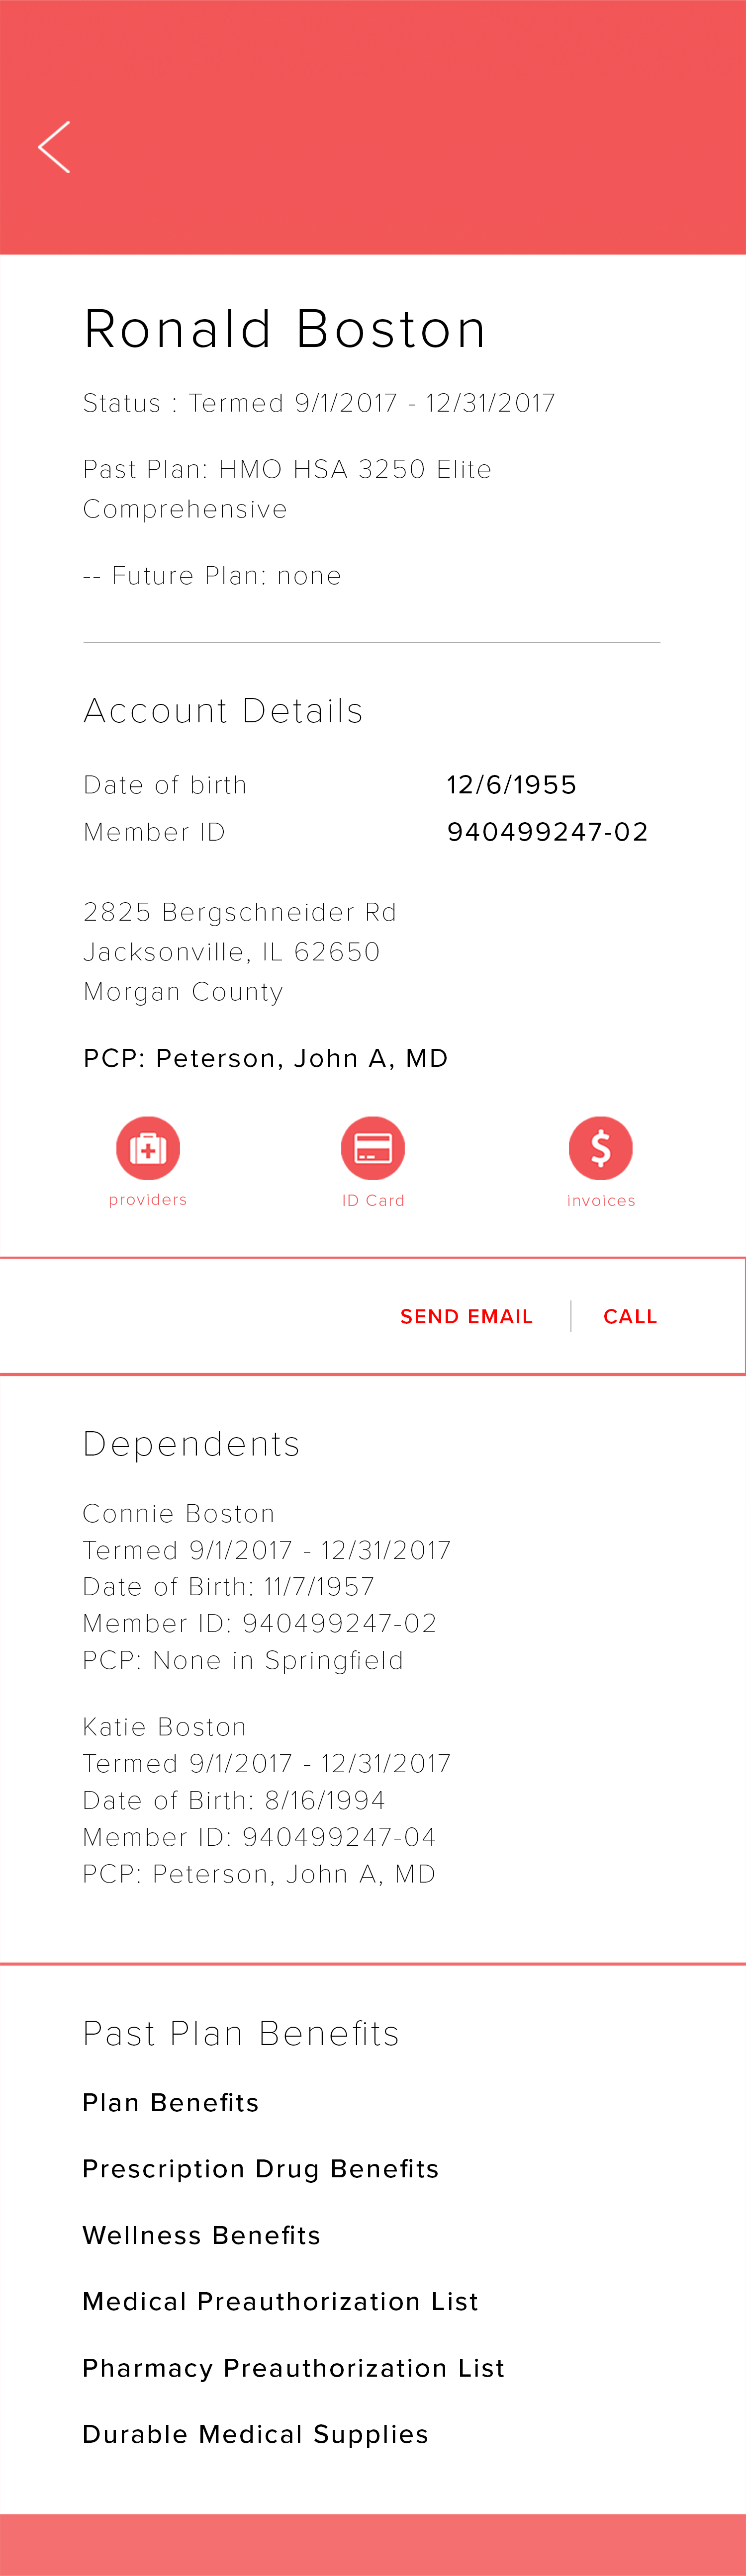 Ronald Boston
Status : Termed 9/1/2017 - 12/31/2017
Past Plan: HMO HSA 3250 Elite
Comprehensive
-- Future Plan: none
Account Details
Date of birth 12/6/1955
Member ID 940499247-02
2825 Bergschneider Rd
Jacksonville, IL 62650
Morgan County
PCP: Peterson, John A, MD
providers ID Card invoices
SEND EMAIL CALL
Dependents
Connie Boston
Termed 9/1/2017 - 12/31/2017
Date of Birth: 11/7/1957
Member ID: 940499247-02
PCP: None in Springfield
Katie Boston
Termed 9/1/2017 - 12/31/2017
Date of Birth: 8/16/1994
Member ID: 940499247-04
PCP: Peterson, John A, MD
Past Plan Benefits
Plan Benefits
Prescription Drug Benefits
Wellness Benefits
Medical Preauthorization List
Pharmacy Preauthorization List
Durable Medical Supplies